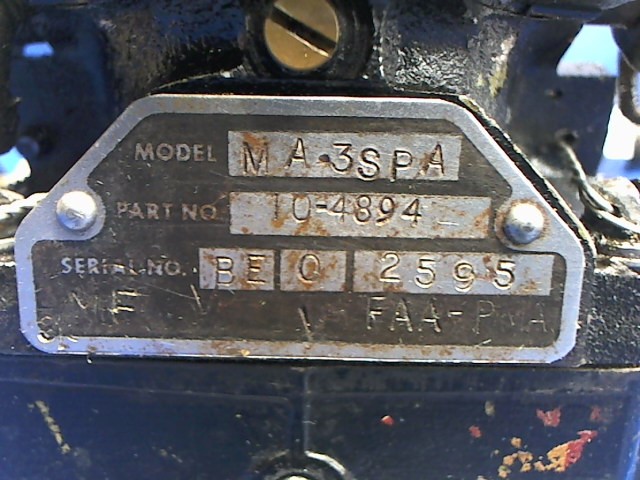 MODEL MA-3SPA
PART NO 10-4894
SERIAL NO. BE 0 2595
FAA-PMA